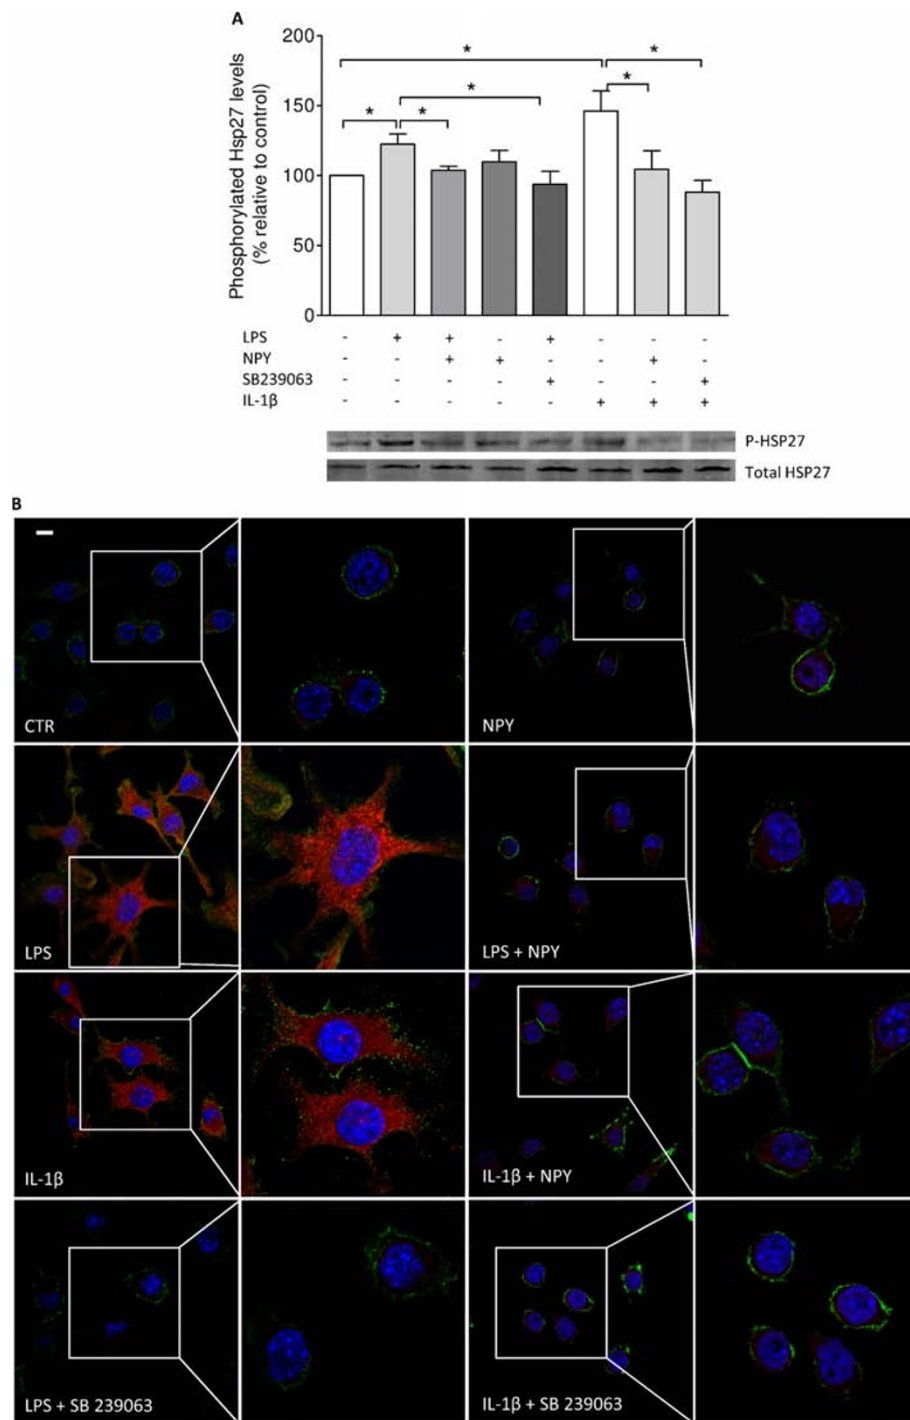 A
200
150
100
50
0
Phosphorylated Hsp27 levels
(% relative to control)
* * * * * *
LPS - + + - + - - -
NPY - - + + - - + -
SB239063 - - - - + - - +
IL-1β - - - - - + + +
P-HSP27
Total HSP27
B
CTR
NPY
LPS
LPS + NPY
IL-1β
IL-1β + NPY
LPS + SB 239063
IL-1β + SB 239063